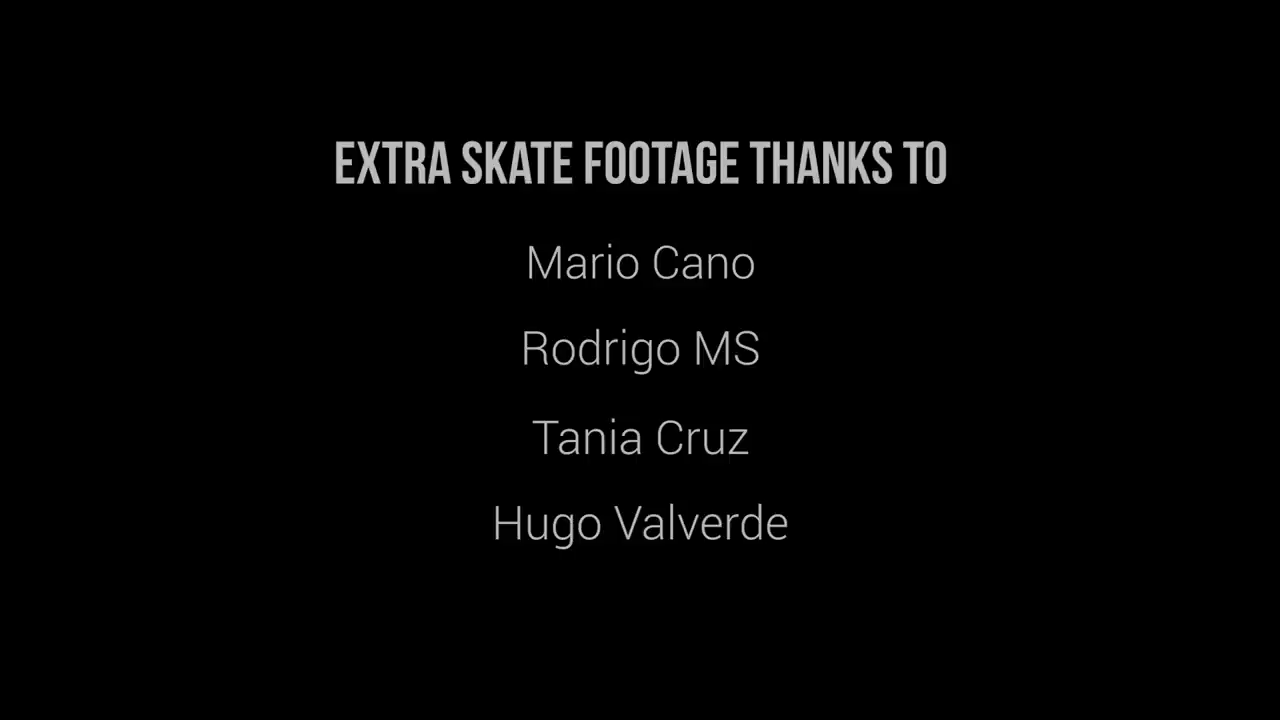 EXTRA SKATE FOOTAGE THANKS TO
Mario Cano
Rodrigo MS
Tania Cruz
Hugo Valverde